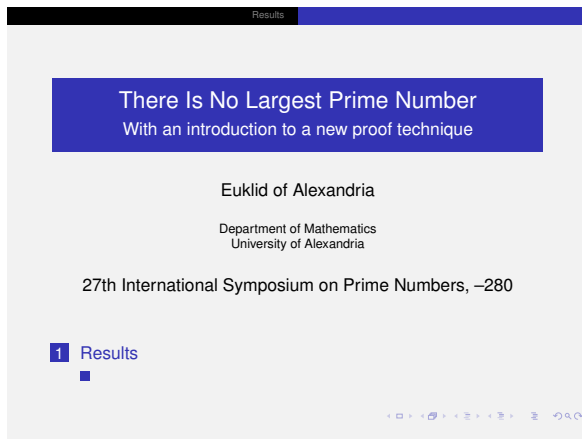 Results
There Is No Largest Prime Number
With an introduction to a new proof technique
Euklid of Alexandria
Department of Mathematics
University of Alexandria
27th International Symposium on Prime Numbers, –280
1 Results